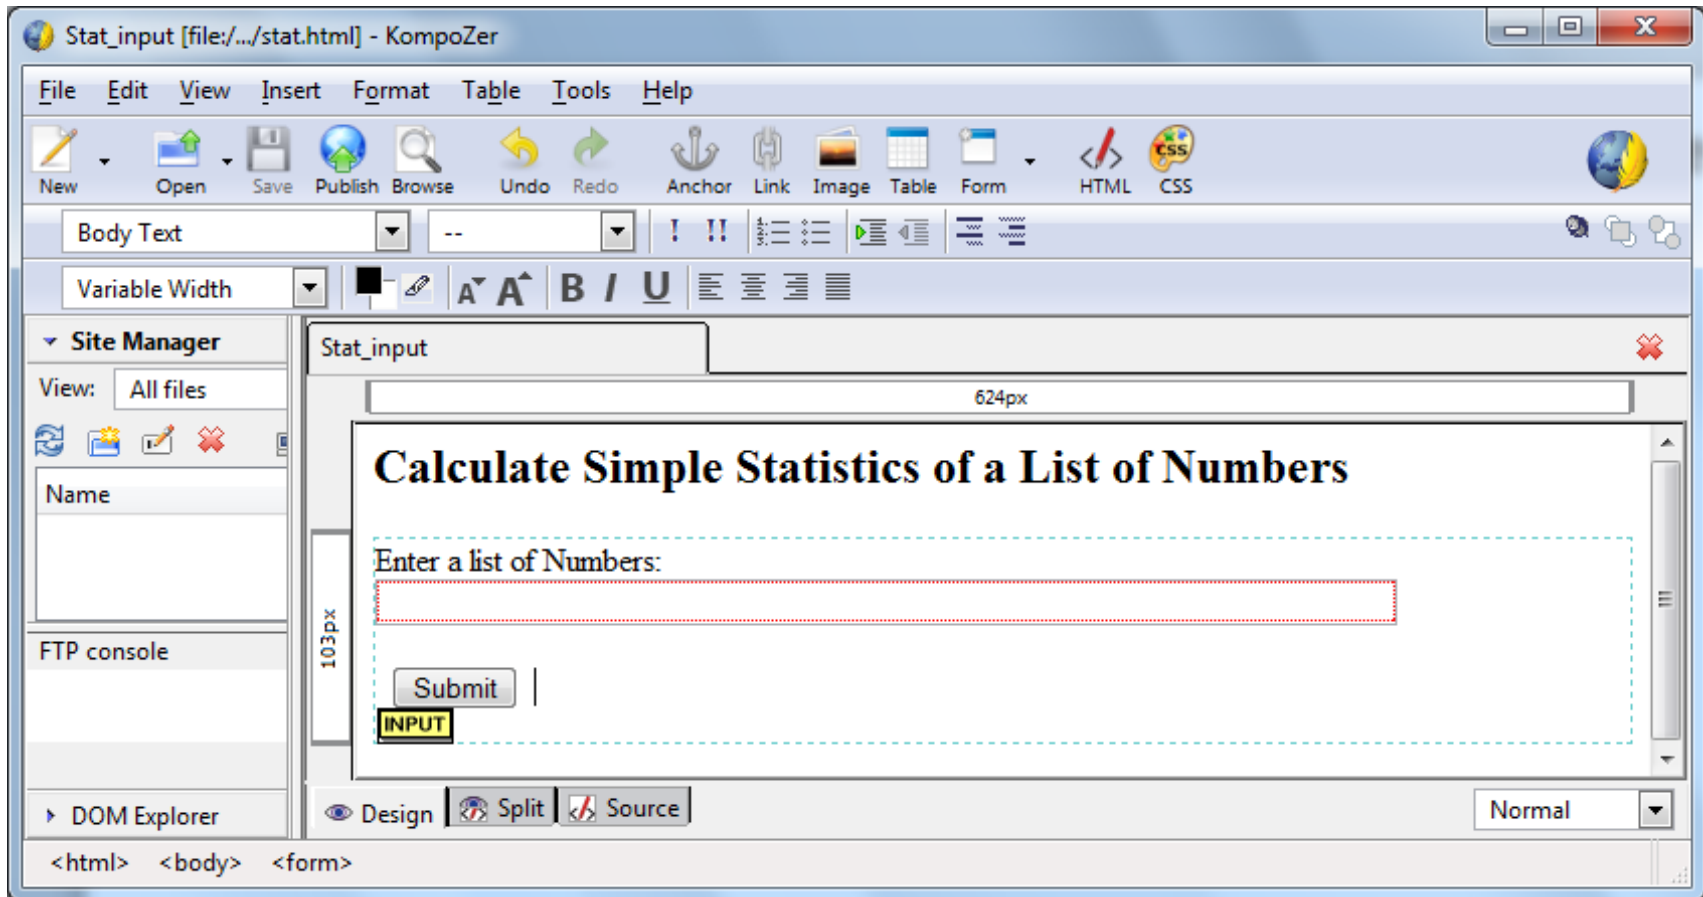 Stat_input [file:/.../stat.html] - KompoZer
File Edit View Insert Format Table Tools Help
New Open Save Publish Browse Undo Redo Anchor Link Image Table Form HTML CSS
Body Text -- ! !!
Variable Width A A B I U
Site Manager
Stat_input
View: All files
624px
Calculate Simple Statistics of a List of Numbers
Name
Enter a list of Numbers:
103px
FTP console
Submit
INPUT
DOM Explorer
Design Split Source Normal
<html> <body> <form>